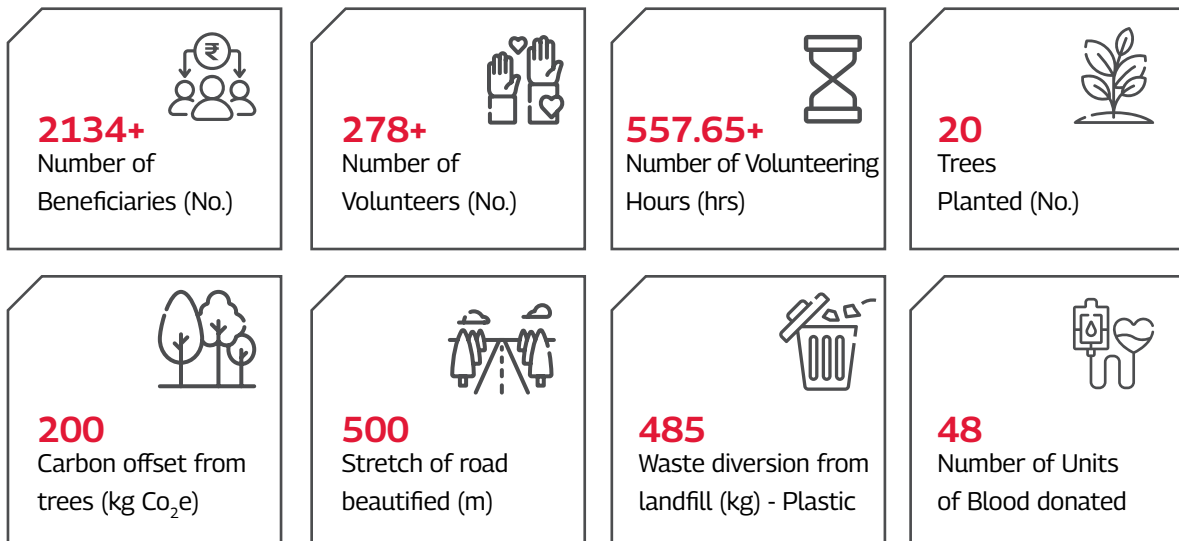 ₹
2134+
Number of
Beneficiaries (No.)
278+
Number of
Volunteers (No.)
557.65+
Number of Volunteering
Hours (hrs)
20
Trees
Planted (No.)
200
Carbon offset from
trees (kg Co₂e)
500
Stretch of road
beautified (m)
485
Waste diversion from
landfill (kg) - Plastic
48
Number of Units
of Blood donated